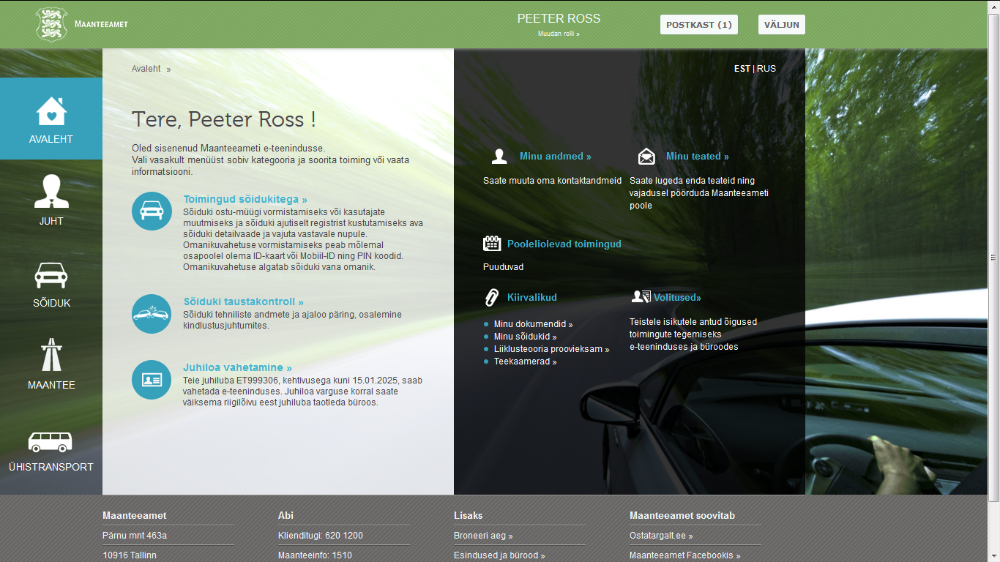 Maanteeamet
PEETER ROSS
Muudan rolli »
POSTKAST (1)
VÄLJUN
AVALEHT
JUHT
SÕIDUK
MAANTEE
ÜHISTRANSPORT
Avaleht »
Tere, Peeter Ross !
Oled sisenenud Maanteeameti e-teenindusse.
Vali vasakult menüüst sobiv kategooria ja soorita toiming või vaata
informatsiooni.
Toimingud sõidukitega »
Sõiduki ostu-müügi vormistamiseks või kasutajate
muutmiseks ja sõiduki ajutiselt registrist kustutamiseks ava
sõiduki detailvaade ja vajuta vastavale nupule.
Omanikuvahetuse vormistamiseks peab mõlemal
osapoolel olema ID-kaart või Mobiil-ID ning PIN koodid.
Omanikuvahetuse algatab sõiduki vana omanik.
Sõiduki taustakontroll »
Sõiduki tehniliste andmete ja ajaloo päring, osalemine
kindlustusjuhtumites.
Juhiloa vahetamine »
Teie juhiluba ET999306, kehtivusega kuni 15.01.2025, saab
vahetada e-teeninduses. Juhiloa varguse korral saate
väiksema riigilõivu eest juhiluba taotleda büroos.
EST | RUS
Minu andmed »
Saate muuta oma kontaktandmeid
Minu teated »
Saate lugeda enda teateid ning
vajadusel pöörduda Maanteeameti
poole
Pooleliolevad toimingud
Puuduvad
Kiirvalikud
Minu dokumendid »
Minu sõidukid »
Liiklusteooria proovieksam »
Teekaamerad »
Volitused»
Teistele isikutele antud õigused
toimingute tegemiseks
e-teeninduses ja büroodes
Maanteeamet
Pärnu mnt 463a
10916 Tallinn
Abi
Klienditugi: 620 1200
Maanteeinfo: 1510
Lisaks
Broneeri aeg »
Esindused ja bürood »
Maanteeamet soovitab
Ostatargalt.ee »
Maanteeamet Facebookis »